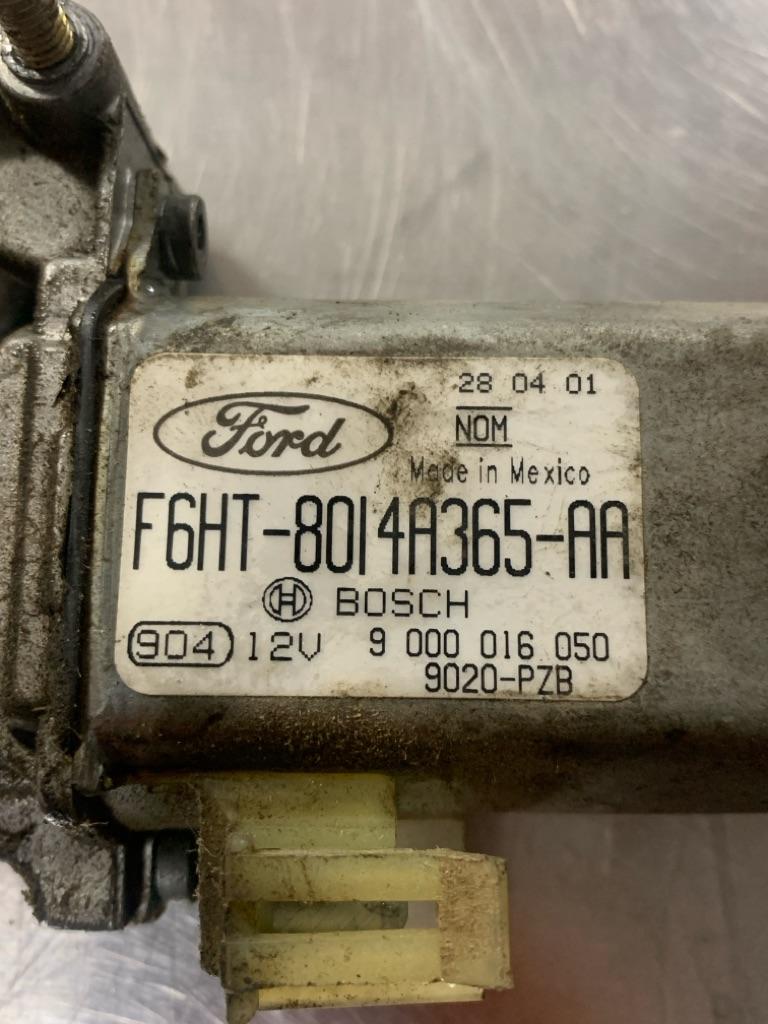 28 04 01
Ford
NOM
Made in Mexico
F6HT-8014A365-AA
BOSCH
904 12V 9 000 016 050
9020-PZB